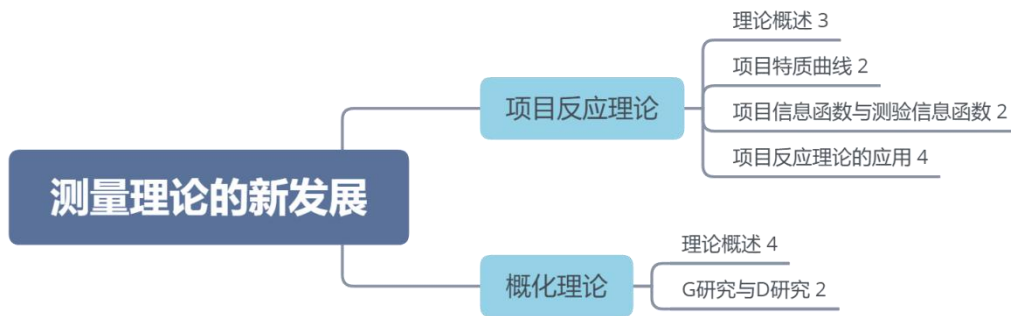 测量理论的新发展
项目反应理论
理论概述 3
项目特质曲线 2
项目信息函数与测验信息函数 2
项目反应理论的应用 4
概化理论
理论概述 4
G研究与D研究 2